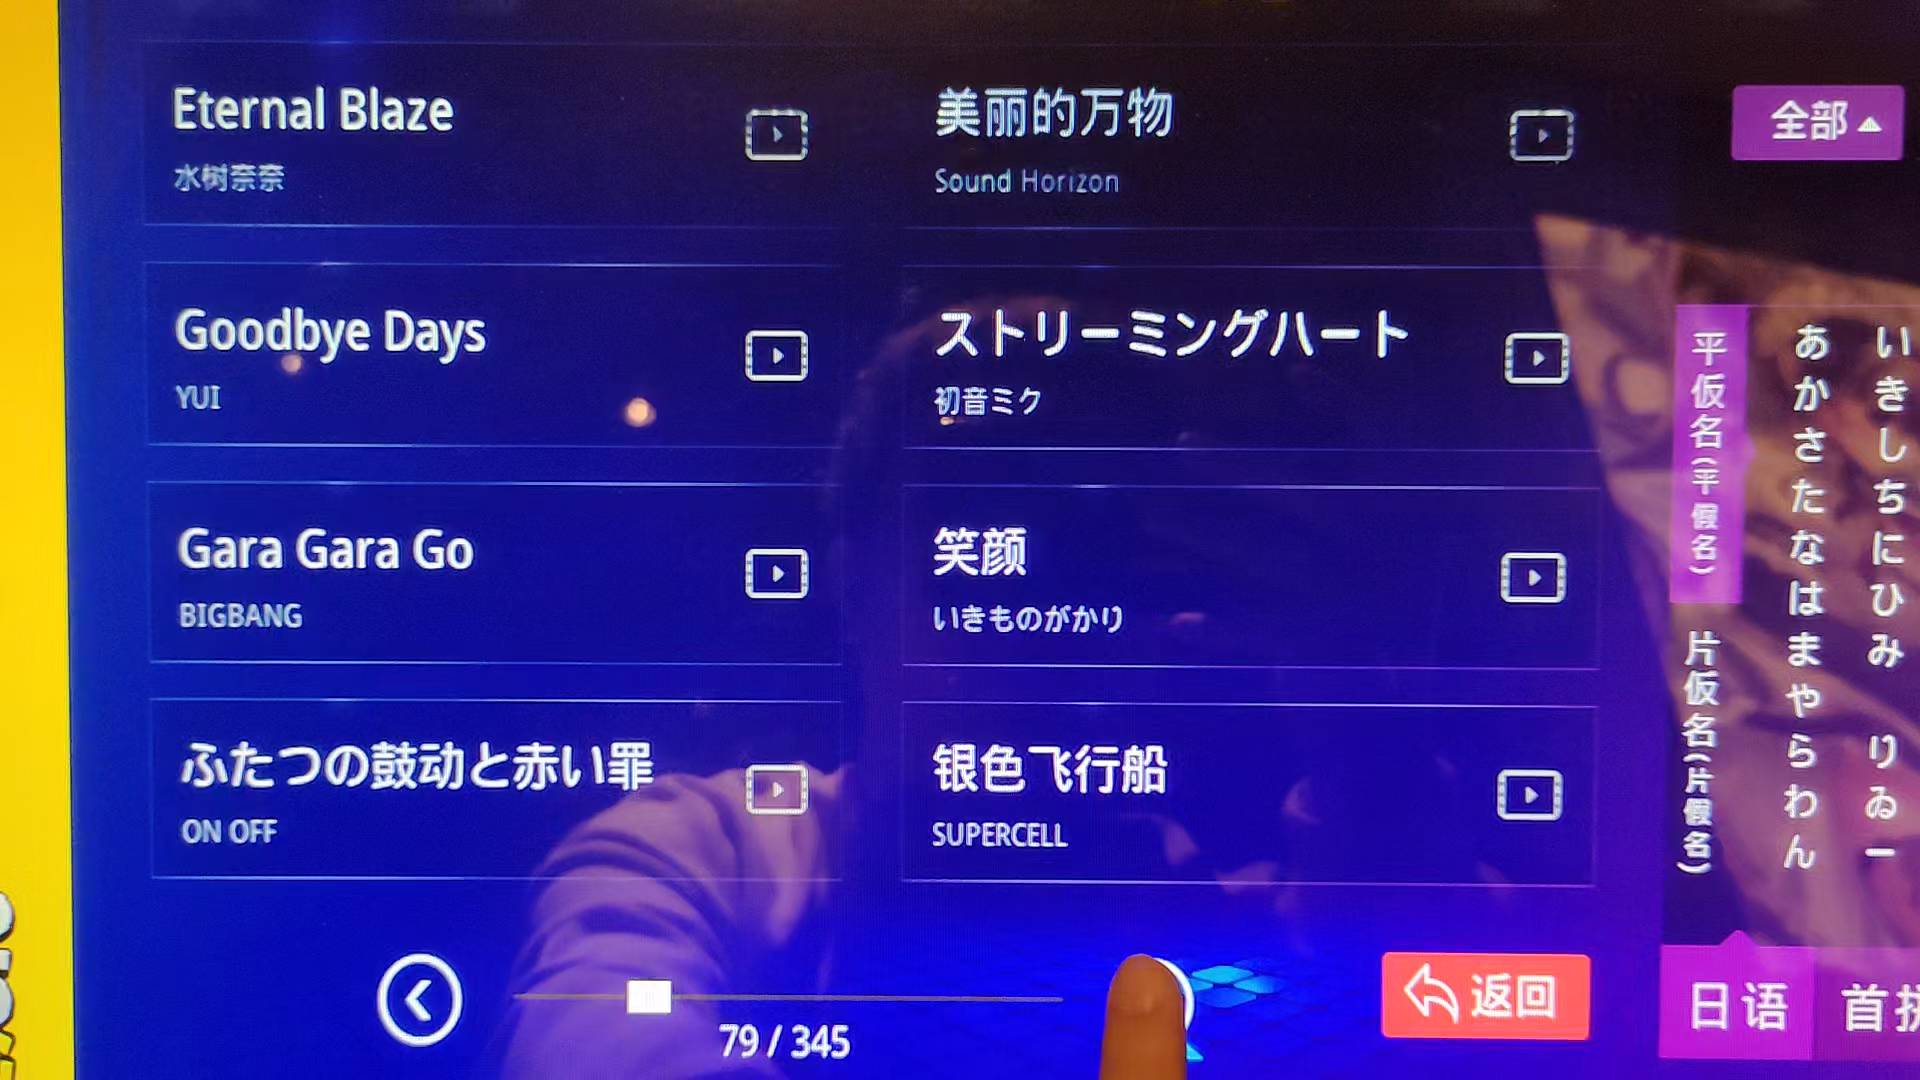 Eternal Blaze
水树奈奈
美丽的万物
Sound Horizon
Goodbye Days
YUI
ストリーミングハート
初音ミク
Gara Gara Go
BIGBANG
笑颜
いきものがかり
ふたつの鼓动と赤い罪
ON OFF
银色飞行船
SUPERCELL
79 / 345
返回
全部
平仮名(平假名)
片仮名(片假名)
あかさたなはまやらわん
いきしちにひみ りゐー
日语
首拼